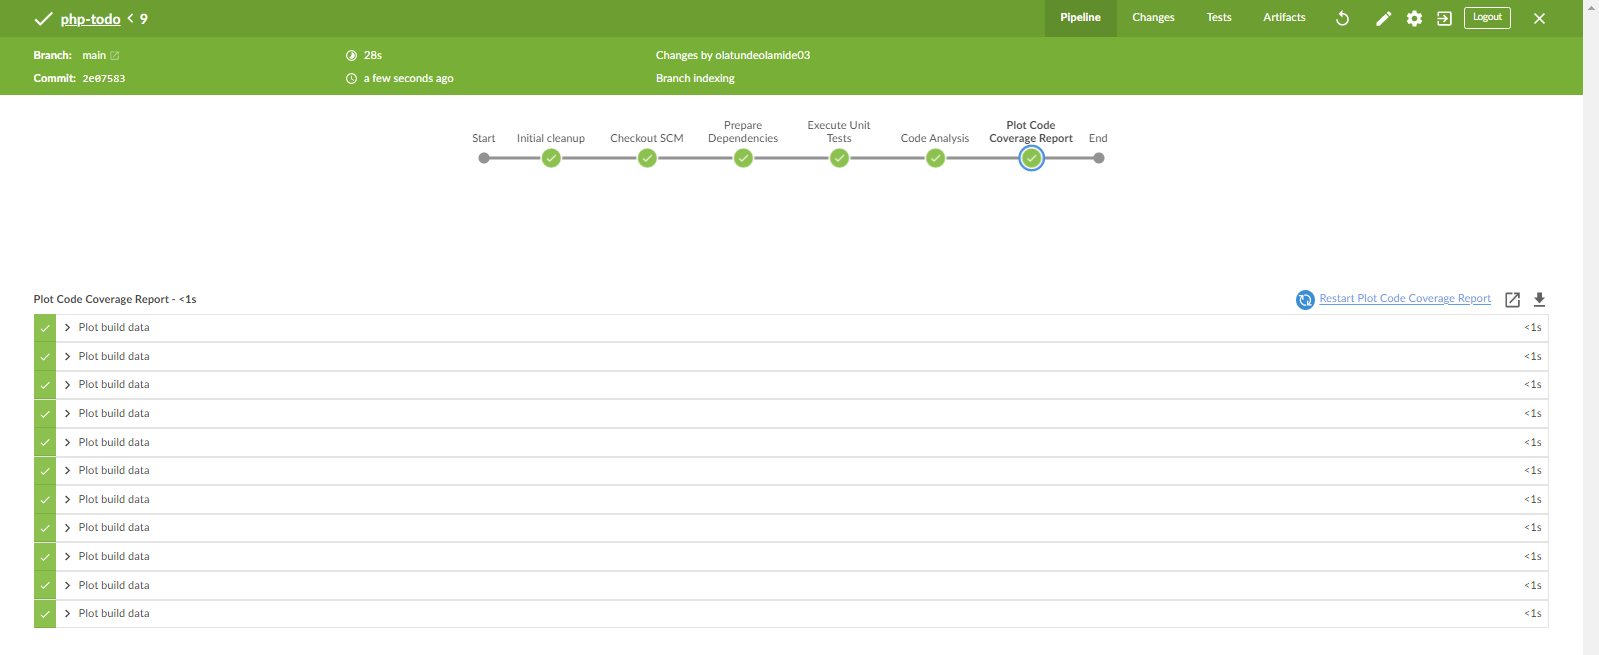 php-todo < 9
Pipeline
Changes
Tests
Artifacts
Logout
Branch: main
28s
Changes by olatundeolamide03
Commit: 2e07583
a few seconds ago
Branch indexing
Start
Initial cleanup
Checkout SCM
Prepare
Dependencies
Execute Unit
Tests
Code Analysis
Plot Code
Coverage Report
End
Plot Code Coverage Report - <1s
Restart Plot Code Coverage Report
Plot build data <1s
Plot build data <1s
Plot build data <1s
Plot build data <1s
Plot build data <1s
Plot build data <1s
Plot build data <1s
Plot build data <1s
Plot build data <1s
Plot build data <1s
Plot build data <1s